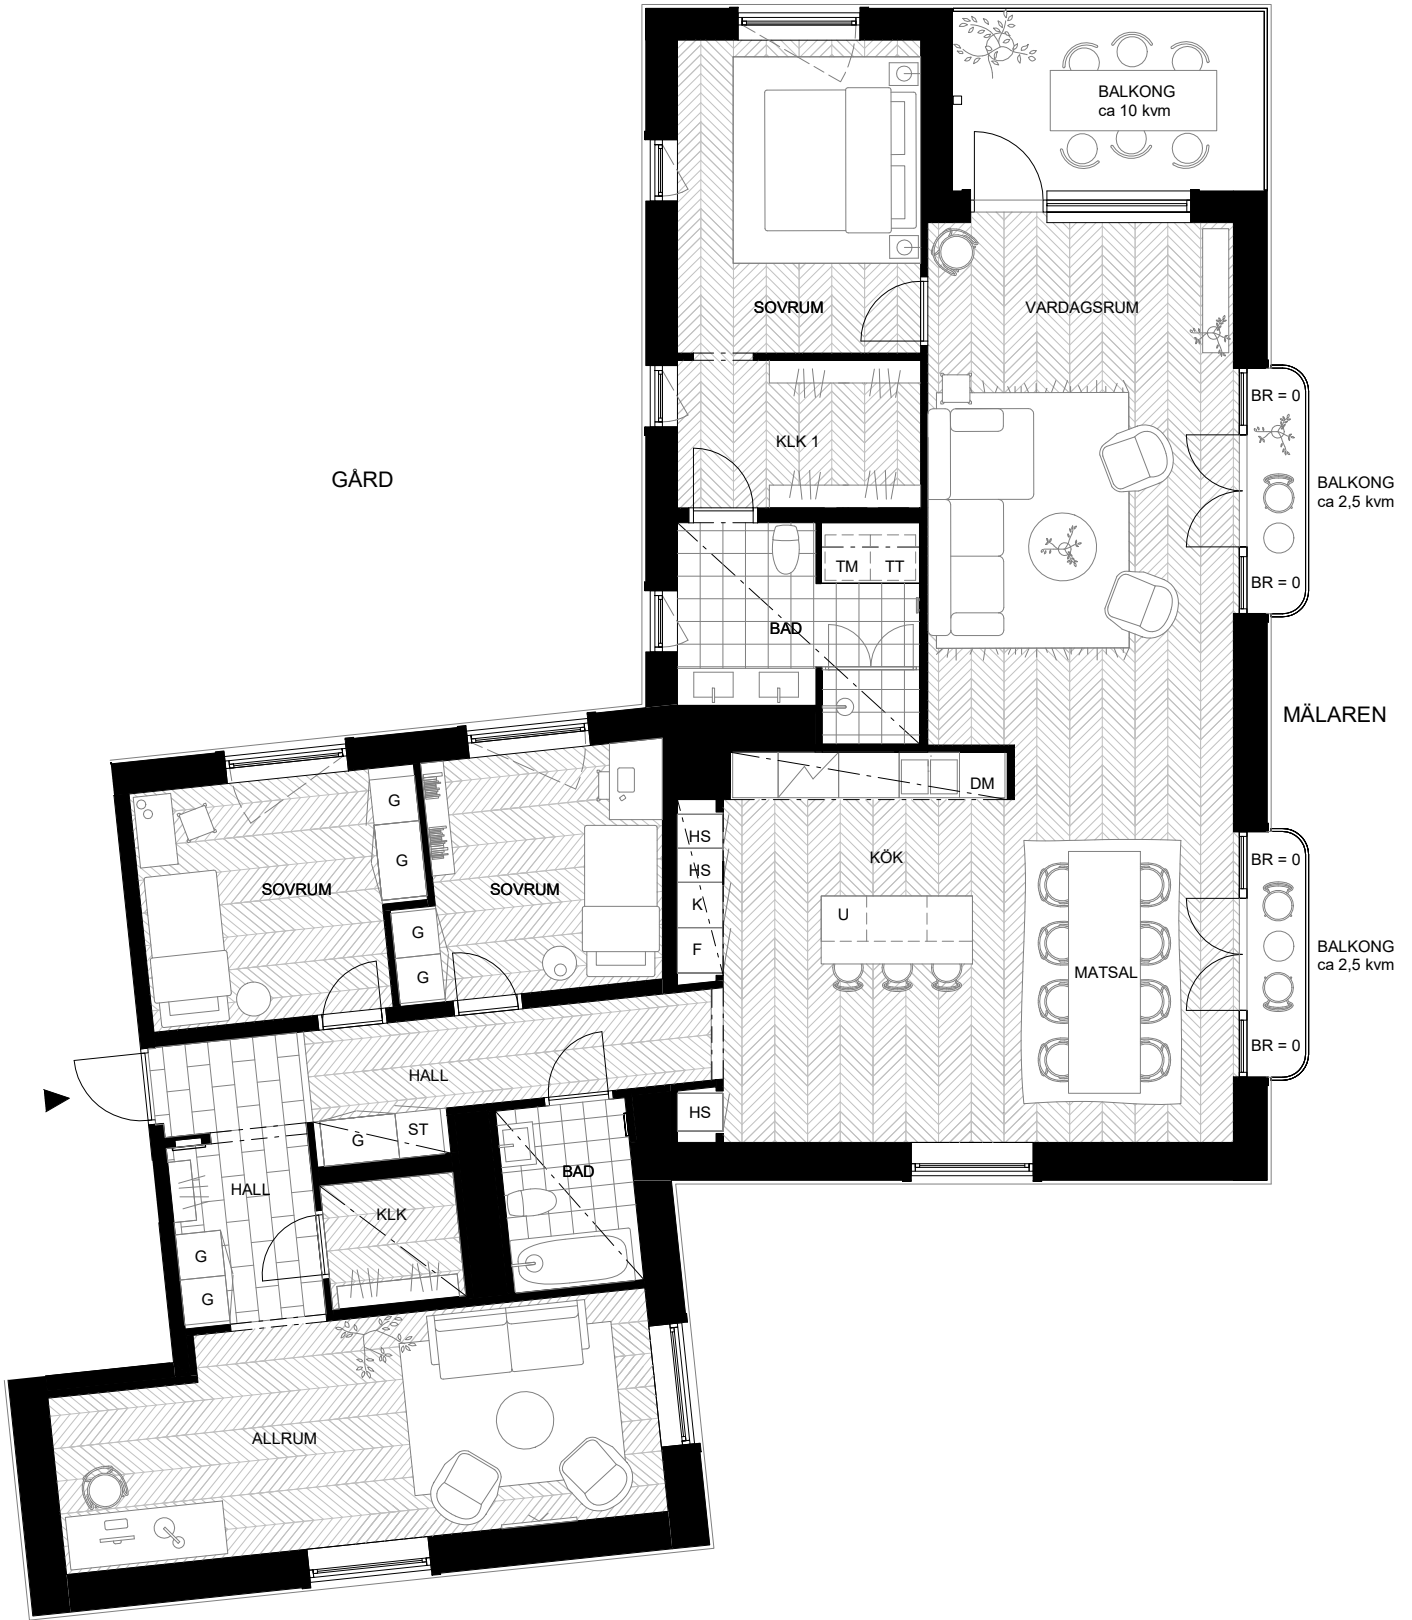 BALKONG
ca 10 kvm
SOVRUM
VARDAGSRUM
BR = 0
KLK 1
GÅRD
BALKONG
ca 2,5 kvm
TM
TT
BR = 0
BAD
MÄLAREN
DM
G
HS
KÖK
BR = 0
G
HS
SOVRUM
SOVRUM
K
U
G
F
MATSAL
BALKONG
ca 2,5 kvm
G
BR = 0
HALL
HS
G
ST
BAD
HALL
KLK
G
G
ALLRUM